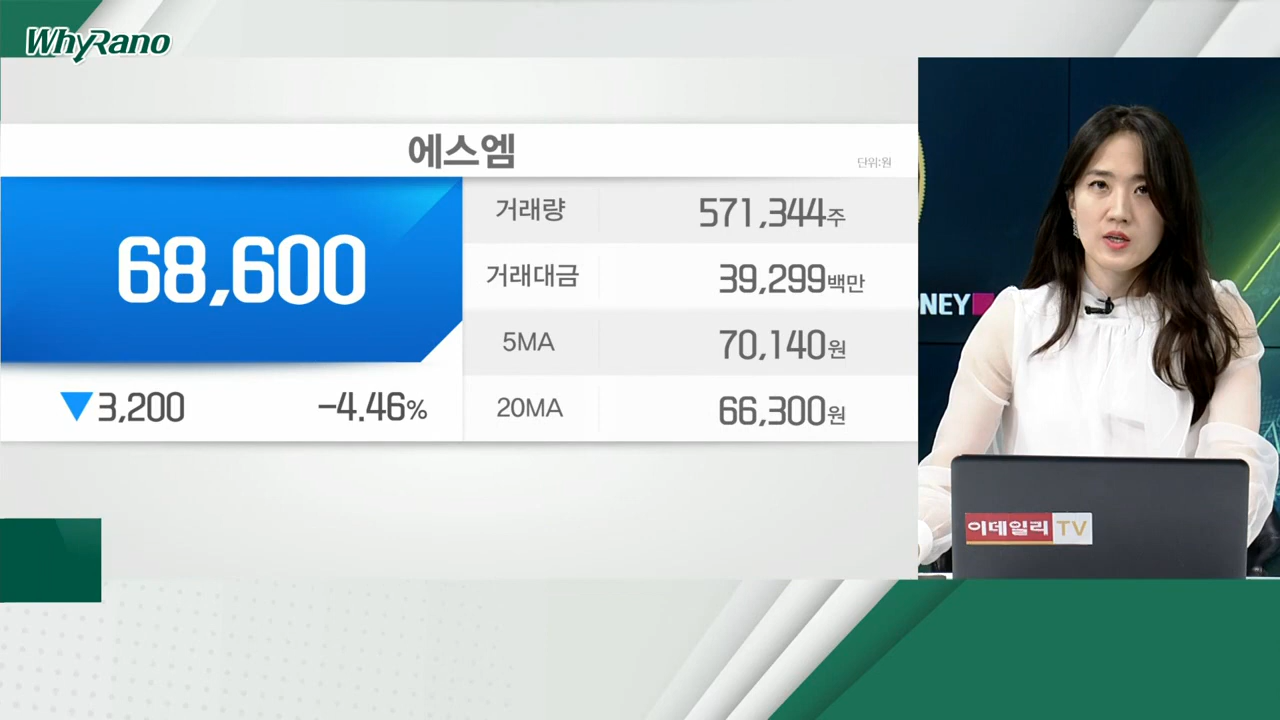 WhyRano
에스엠
단위:원
68,600
▼3,200 -4.46%
거래량 571,344주
거래대금 39,299백만
5MA 70,140원
20MA 66,300원
NEY
이데일리 TV